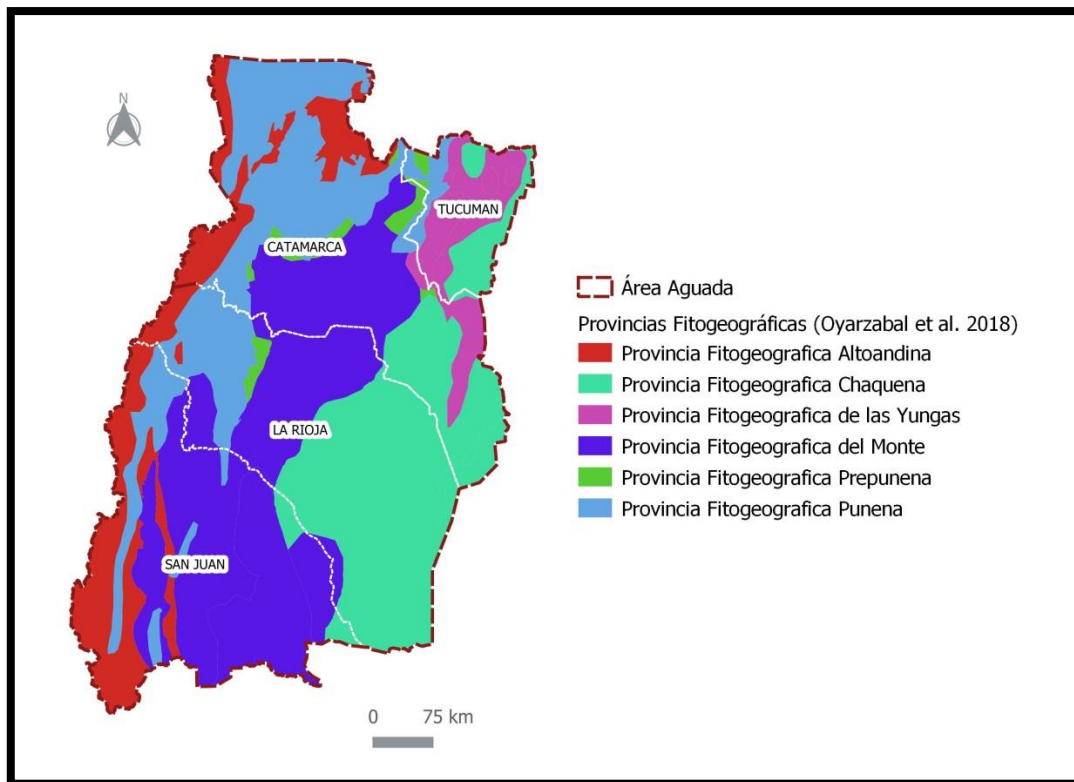 N
TUCUMAN
CATAMARCA
LA RIOJA
SAN JUAN
0 75 km
Área Aguada
Provincias Fitogeográficas (Oyarzabal et al. 2018)
Provincia Fitogeografica Altoandina
Provincia Fitogeografica Chaquena
Provincia Fitogeografica de las Yungas
Provincia Fitogeografica del Monte
Provincia Fitogeografica Prepunena
Provincia Fitogeografica Punena